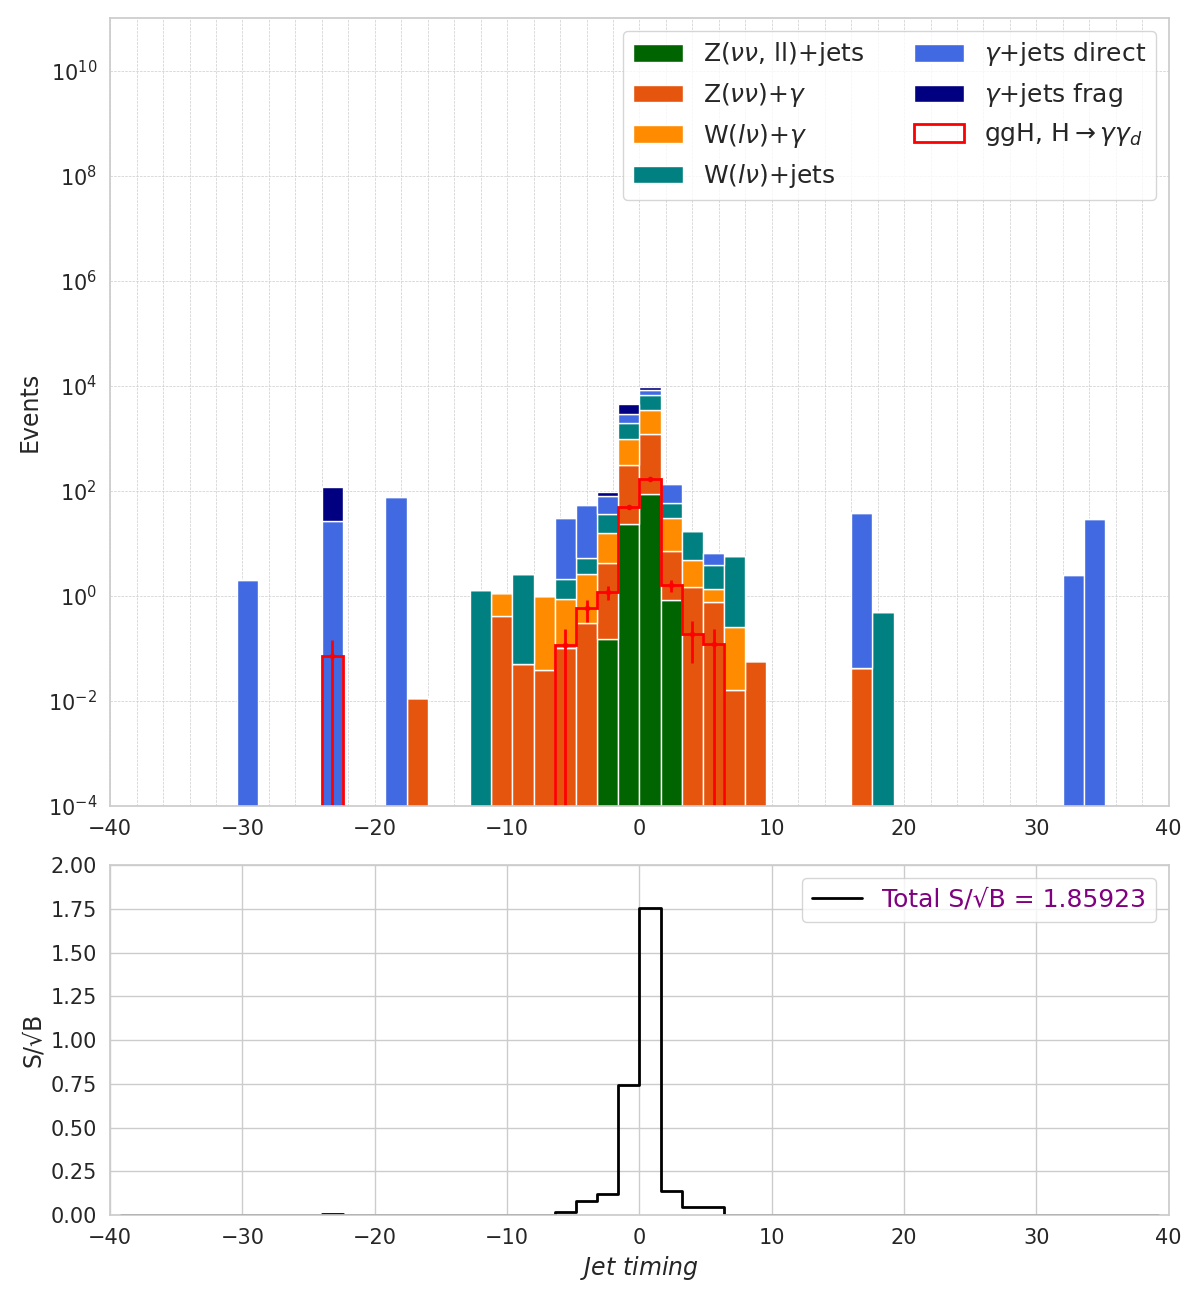 Z(νν, ll)+jets
Z(νν)+γ
W(lν)+γ
W(lν)+jets
γ+jets direct
γ+jets frag
ggH, H→γγ_d
Events
10^10
10^8
10^6
10^4
10^2
10^0
10^−2
10^−4
−40 −30 −20 −10 0 10 20 30 40
Total S/√B = 1.85923
S/√B
2.00
1.75
1.50
1.25
1.00
0.75
0.50
0.25
0.00
−40 −30 −20 −10 0 10 20 30 40
Jet timing